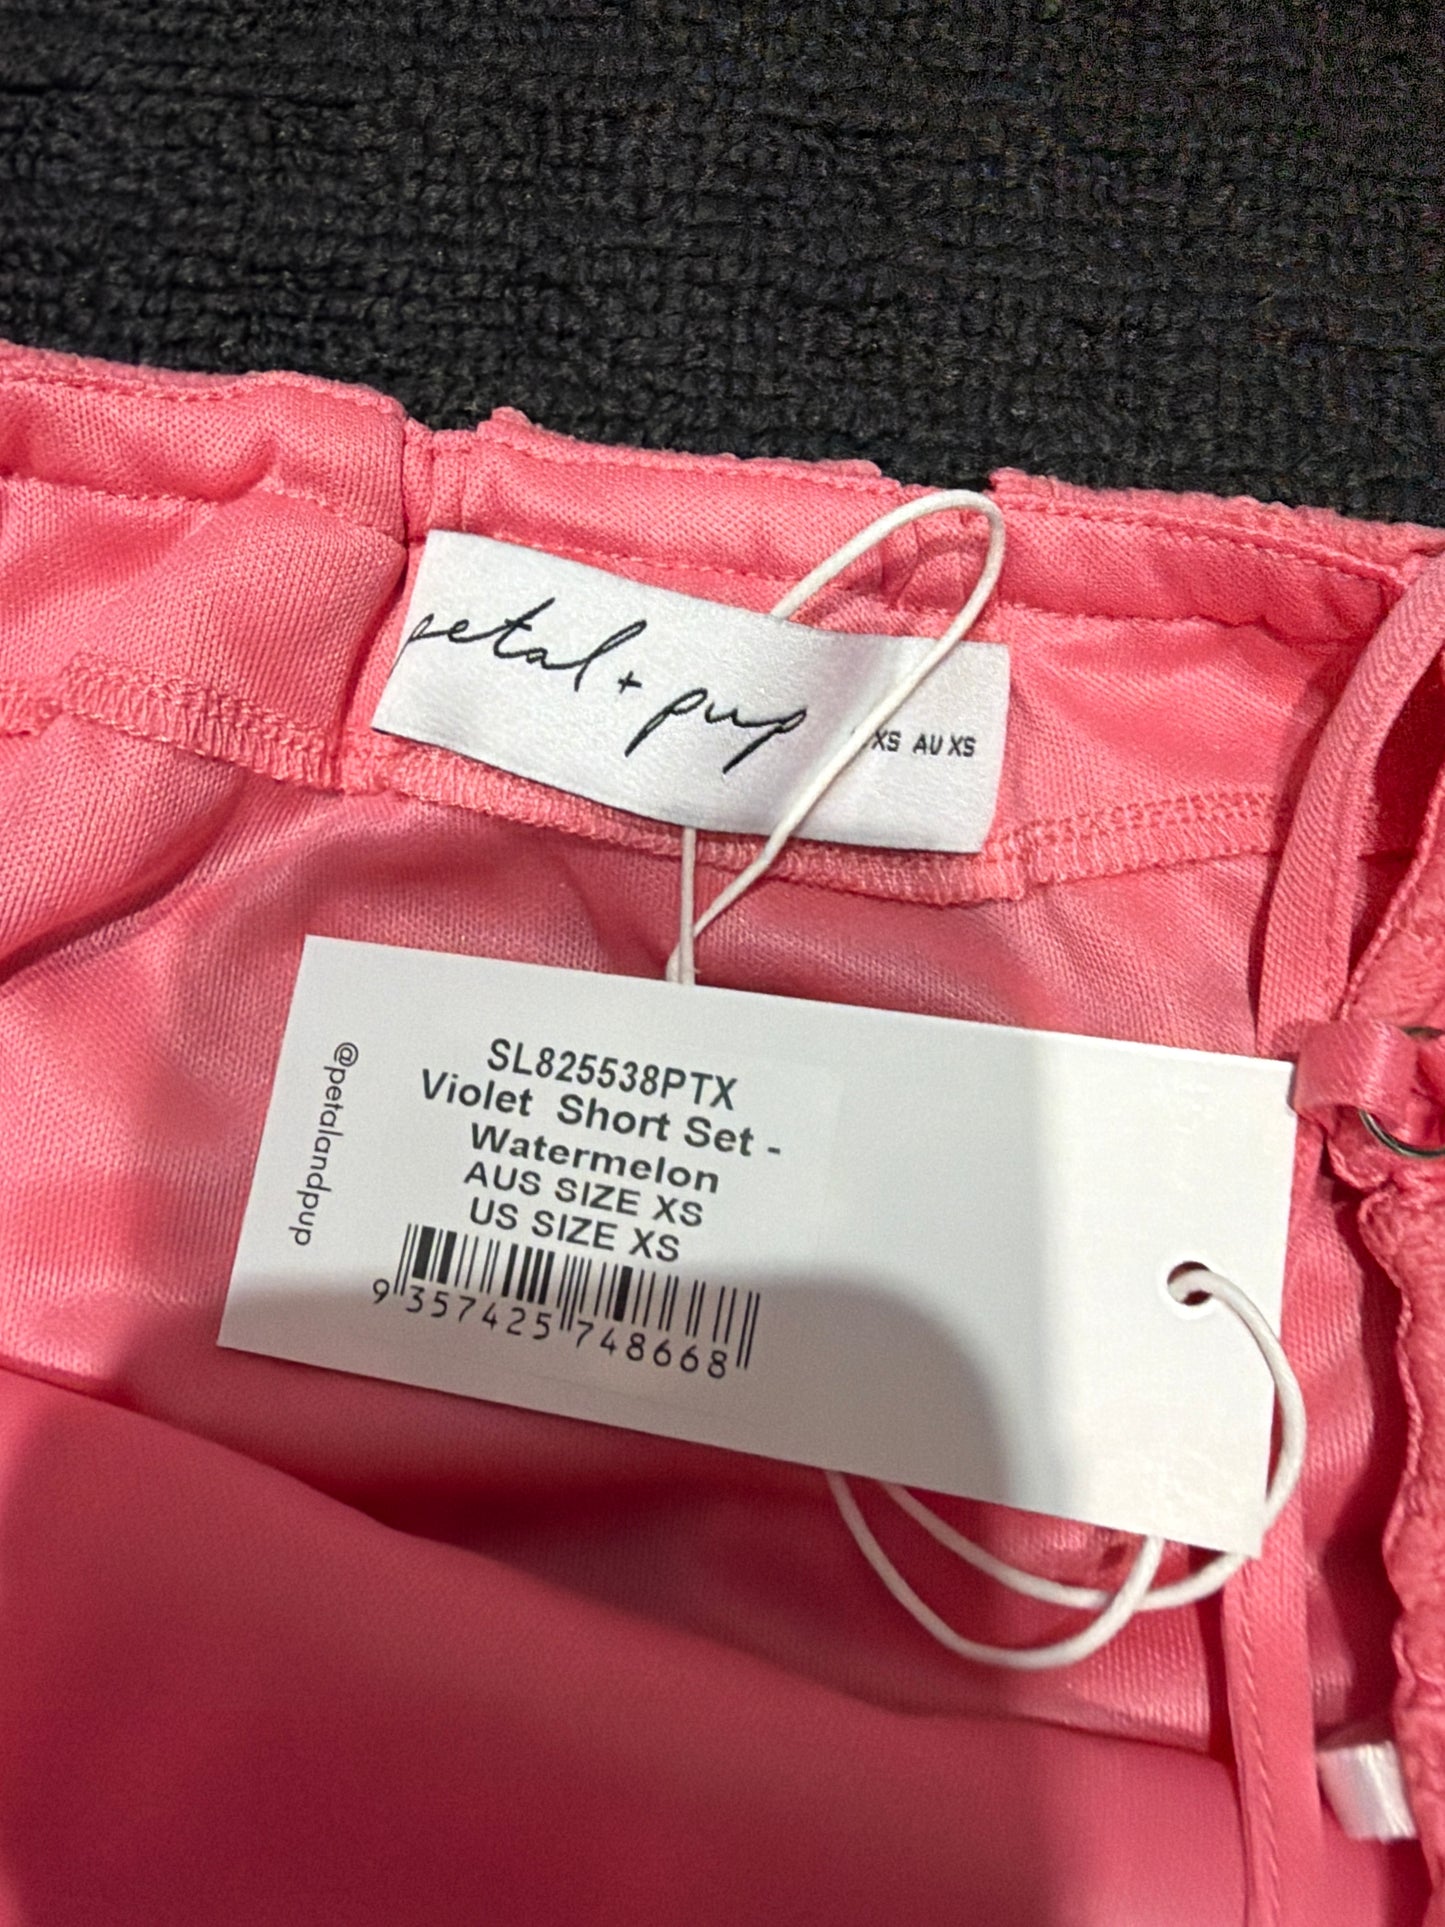 petal + pup
XS AU XS
@petalandpup
SL825538PTX
Violet Short Set -
Watermelon
AUS SIZE XS
US SIZE XS
9 357425 748668